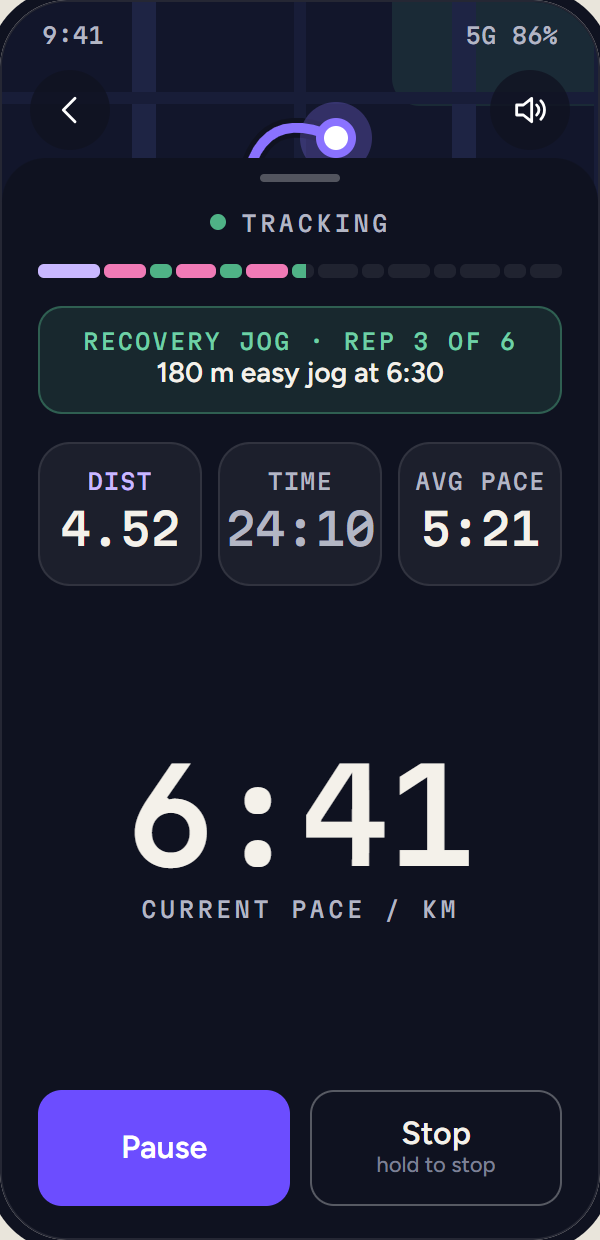 9:41 5G 86%
TRACKING
RECOVERY JOG · REP 3 OF 6
180 m easy jog at 6:30
DIST TIME AVG PACE
4.52 24:10 5:21
6:41
CURRENT PACE / KM
Pause Stop
hold to stop